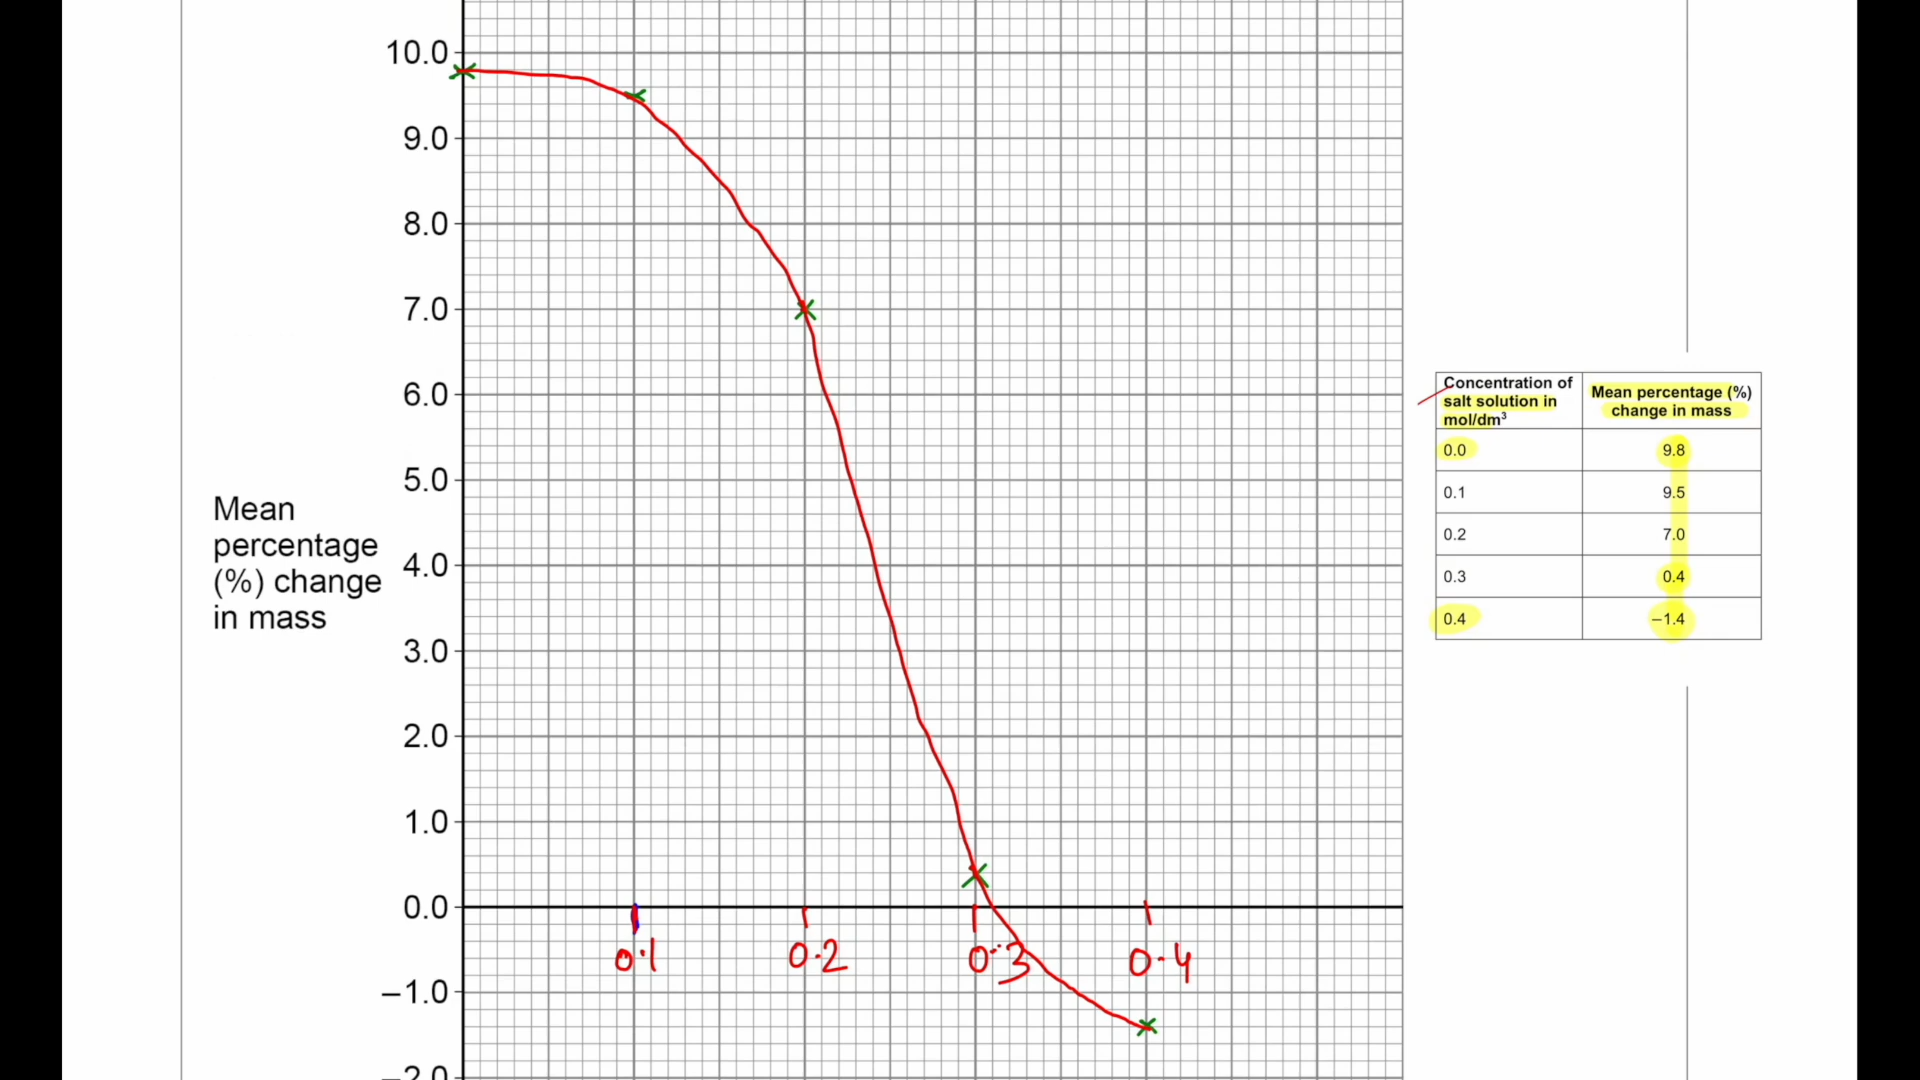 10.0
9.0
8.0
7.0
6.0
5.0
4.0
3.0
2.0
1.0
0.0
–1.0
–2.0
Mean
percentage
(%) change
in mass
0.1
0.2
0.3
0.4
Concentration of
salt solution in
mol/dm³
Mean percentage (%)
change in mass
0.0 9.8
0.1 9.5
0.2 7.0
0.3 0.4
0.4 –1.4